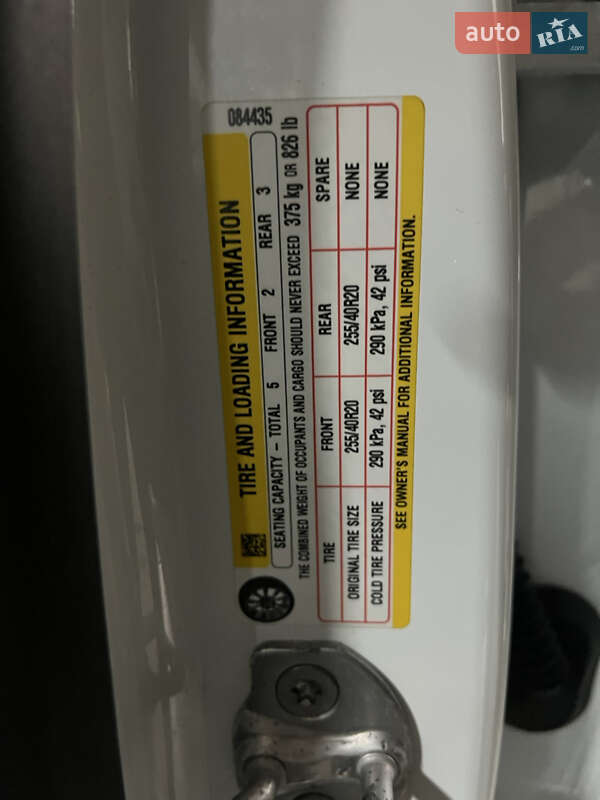 auto RIA .com
084435
TIRE AND LOADING INFORMATION
SEATING CAPACITY – TOTAL 5 FRONT 2 REAR 3
THE COMBINED WEIGHT OF OCCUPANTS AND CARGO SHOULD NEVER EXCEED 375 kg OR 826 lb
TIRE FRONT REAR SPARE
ORIGINAL TIRE SIZE 255/40R20 255/40R20 NONE
COLD TIRE PRESSURE 290 kPa, 42 psi 290 kPa, 42 psi NONE
SEE OWNER'S MANUAL FOR ADDITIONAL INFORMATION.